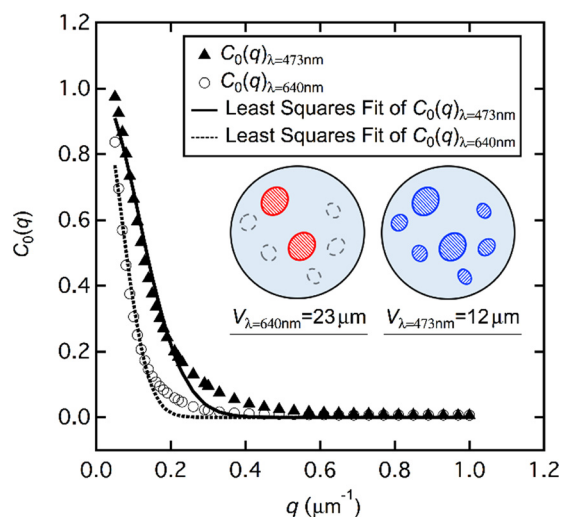 C₀(q)
1.0
0.8
0.6
0.4
0.2
0.0
C₀(q)λ=473nm
C₀(q)λ=640nm
Least Squares Fit of C₀(q)λ=473nm
Least Squares Fit of C₀(q)λ=640nm
Vλ=640nm=23 μm Vλ=473nm=12 μm
0.0 0.2 0.4 0.6 0.8 1.0 1.2
q (μm⁻¹)